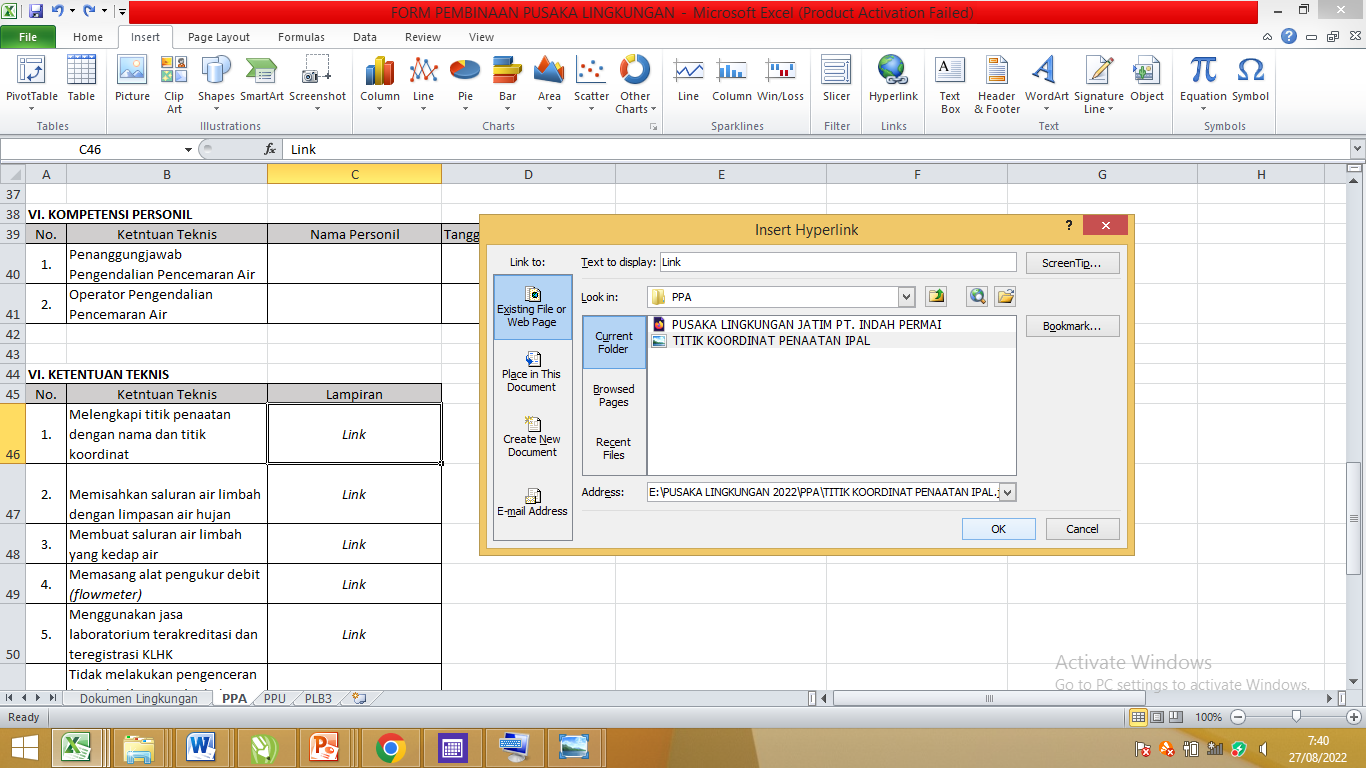 FORM PEMBINAAN PUSAKA LINGKUNGAN - Microsoft Excel (Product Activation Failed)
File Home Insert Page Layout Formulas Data Review View
PivotTable Table Picture Clip Art Shapes SmartArt Screenshot Column Line Pie Bar Area Scatter Other Charts Line Column Win/Loss Slicer Hyperlink Text Box Header & Footer WordArt Signature Line Object Equation Symbol
Tables Illustrations Charts Sparklines Filter Links Text Symbols
C46 fx Link
A B C D E F G H I
37
38 VI. KOMPETENSI PERSONIL
39 No. Ketntuan Teknis Nama Personil Tangg
40 1. Penanggungjawab
Pengendalian Pencemaran Air
41 2. Operator Pengendalian
Pencemaran Air
42
43
44 VI. KETENTUAN TEKNIS
45 No. Ketntuan Teknis Lampiran
46 1. Melengkapi titik penaatan
dengan nama dan titik
koordinat
Link
47 2. Memisahkan saluran air limbah
dengan limpasan air hujan
Link
48 3. Membuat saluran air limbah
yang kedap air
Link
49 4. Memasang alat pengukur debit
(flowmeter)
Link
50 5. Menggunakan jasa
laboratorium terakreditasi dan
teregistrasi KLHK
Link
Tidak melakukan pengenceran
Insert Hyperlink
?
Link to: Text to display: Link ScreenTip...
Existing File or
Web Page
Place in This
Document
Create New
Document
E-mail Address
Look in: PPA
Bookmark...
Current
Folder
Browsed
Pages
Recent
Files
PUSAKA LINGKUNGAN JATIM PT. INDAH PERMAI
TITIK KOORDINAT PENAATAN IPAL
Address: E:\PUSAKA LINGKUNGAN 2022\PPA\TITIK KOORDINAT PENAATAN IPAL.
OK Cancel
Activate Windows
Go to PC settings to activate Windows.
Dokumen Lingkungan PPA PPU PLB3
Ready 100%
7:40
27/08/2022